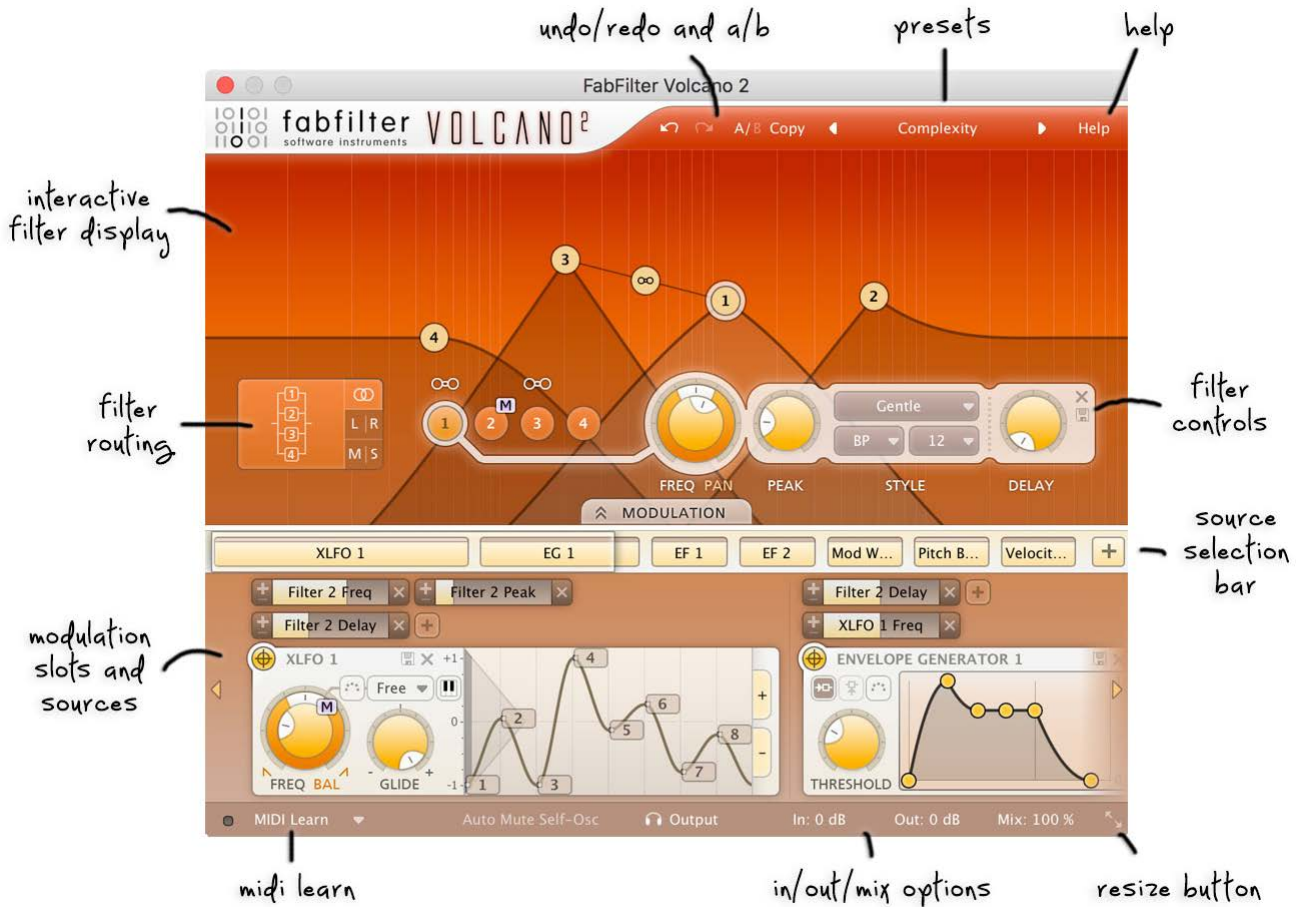 undo/redo and a/b
presets
help
FabFilter Volcano 2
fabfilter
software instruments
VOLCANO2
A/B Copy
Complexity
Help
interactive
filter display
3
1
2
4
filter
routing
1
2
3
4
L R
M S
1
2
M
3
4
Gentle
BP
12
FREQ PAN
PEAK
STYLE
DELAY
filter
controls
MODULATION
source
selection
bar
XLFO 1
EG 1
EF 1
EF 2
Mod W...
Pitch B...
Velocit...
+
Filter 2 Freq
Filter 2 Peak
Filter 2 Delay
Filter 2 Delay
XLFO 1 Freq
modulation
slots and
sources
XLFO 1
M
Free
FREQ BAL
- GLIDE +
+1
0
-1
1
2
3
4
5
6
7
8
+
-
ENVELOPE GENERATOR 1
THRESHOLD
MIDI Learn
Auto Mute Self-Osc
Output
In: 0 dB
Out: 0 dB
Mix: 100 %
midi learn
in/out/mix options
resize button